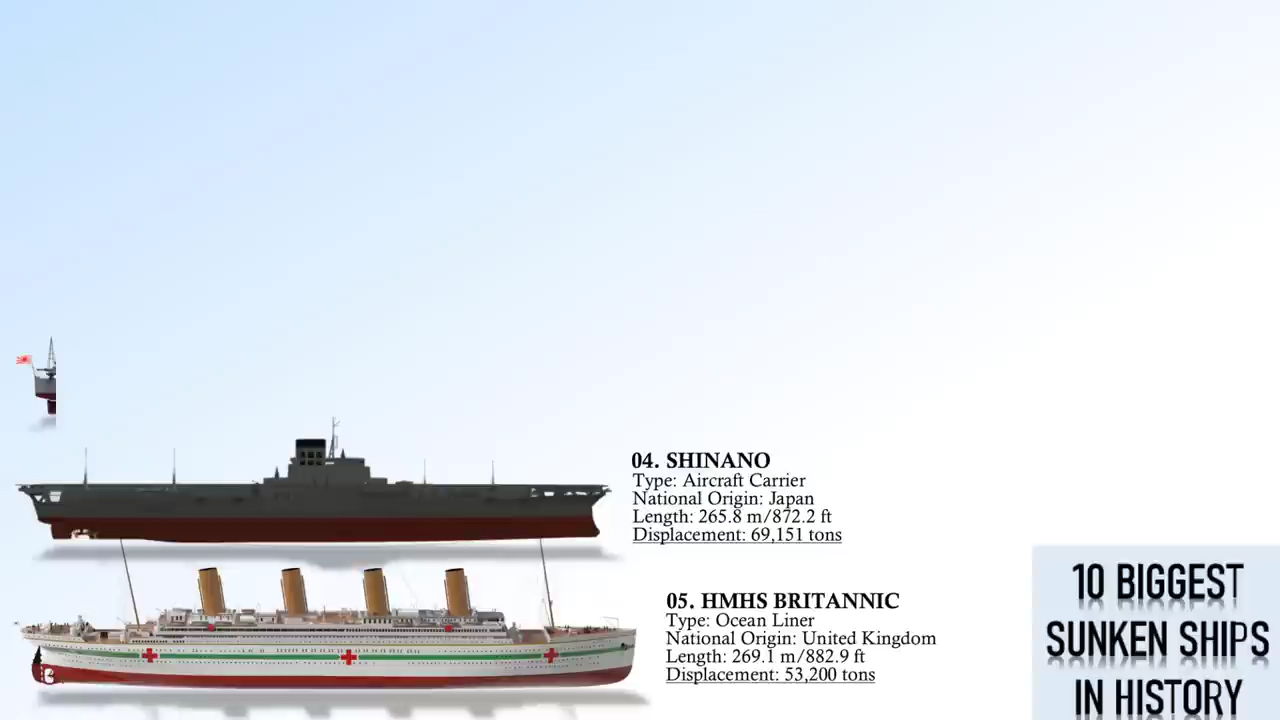 04. SHINANO
Type: Aircraft Carrier
National Origin: Japan
Length: 265.8 m/872.2 ft
Displacement: 69,151 tons
05. HMHS BRITANNIC
Type: Ocean Liner
National Origin: United Kingdom
Length: 269.1 m/882.9 ft
Displacement: 53,200 tons
10 BIGGEST
SUNKEN SHIPS
IN HISTORY